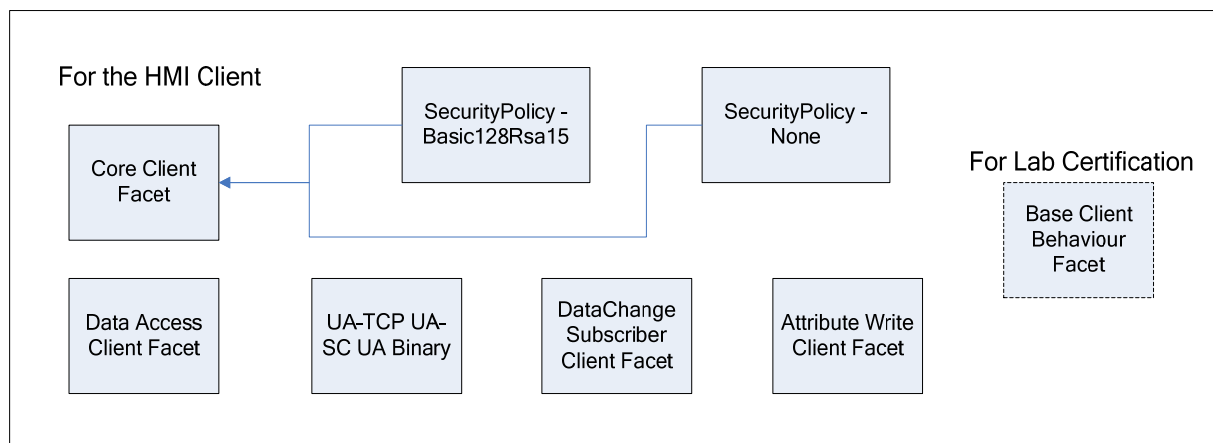 For the HMI Client
SecurityPolicy -
Basic128Rsa15
SecurityPolicy -
None
Core Client
Facet
For Lab Certification
Base Client
Behaviour
Facet
Data Access
Client Facet
UA-TCP UA-
SC UA Binary
DataChange
Subscriber
Client Facet
Attribute Write
Client Facet